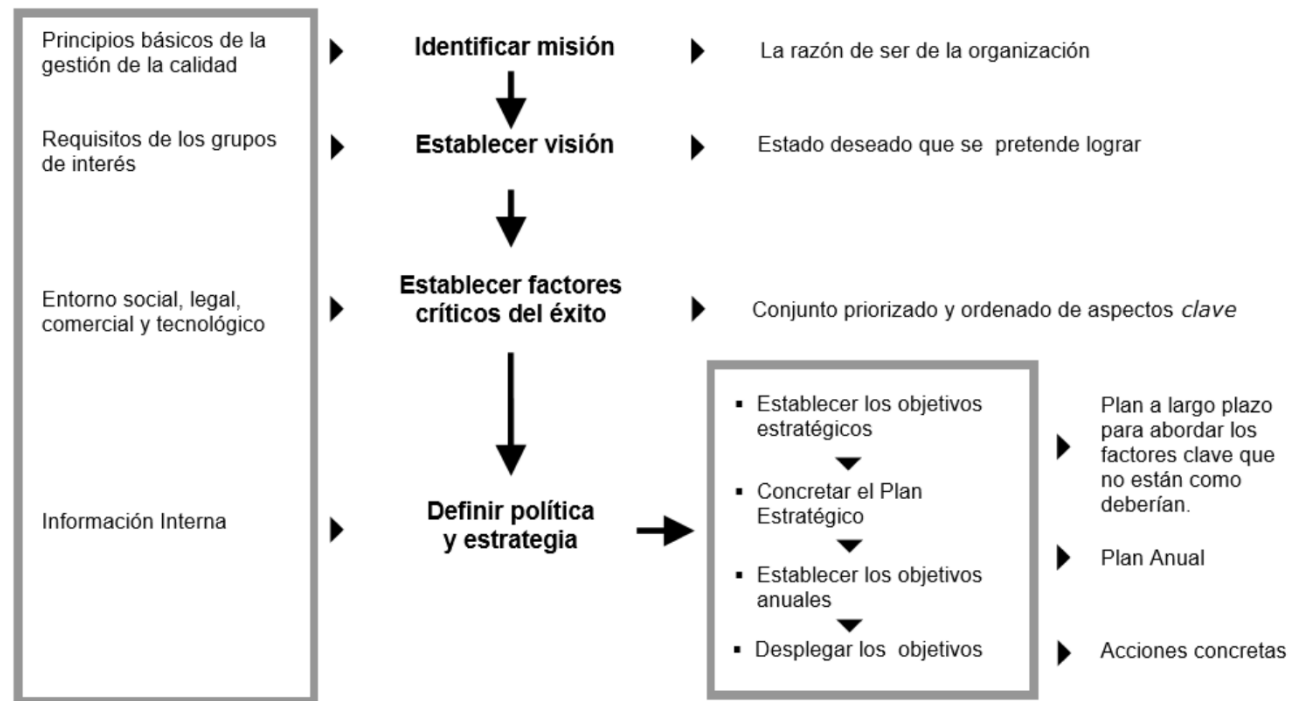 Principios básicos de la
gestión de la calidad
Identificar misión
La razón de ser de la organización
Requisitos de los grupos
de interés
Establecer visión
Estado deseado que se pretende lograr
Entorno social, legal,
comercial y tecnológico
Establecer factores
críticos del éxito
Conjunto priorizado y ordenado de aspectos clave
Información Interna
Definir política
y estrategia
▪ Establecer los objetivos
estratégicos
▪ Concretar el Plan
Estratégico
▪ Establecer los objetivos
anuales
▪ Desplegar los objetivos
Plan a largo plazo
para abordar los
factores clave que
no están como
deberían.
Plan Anual
Acciones concretas